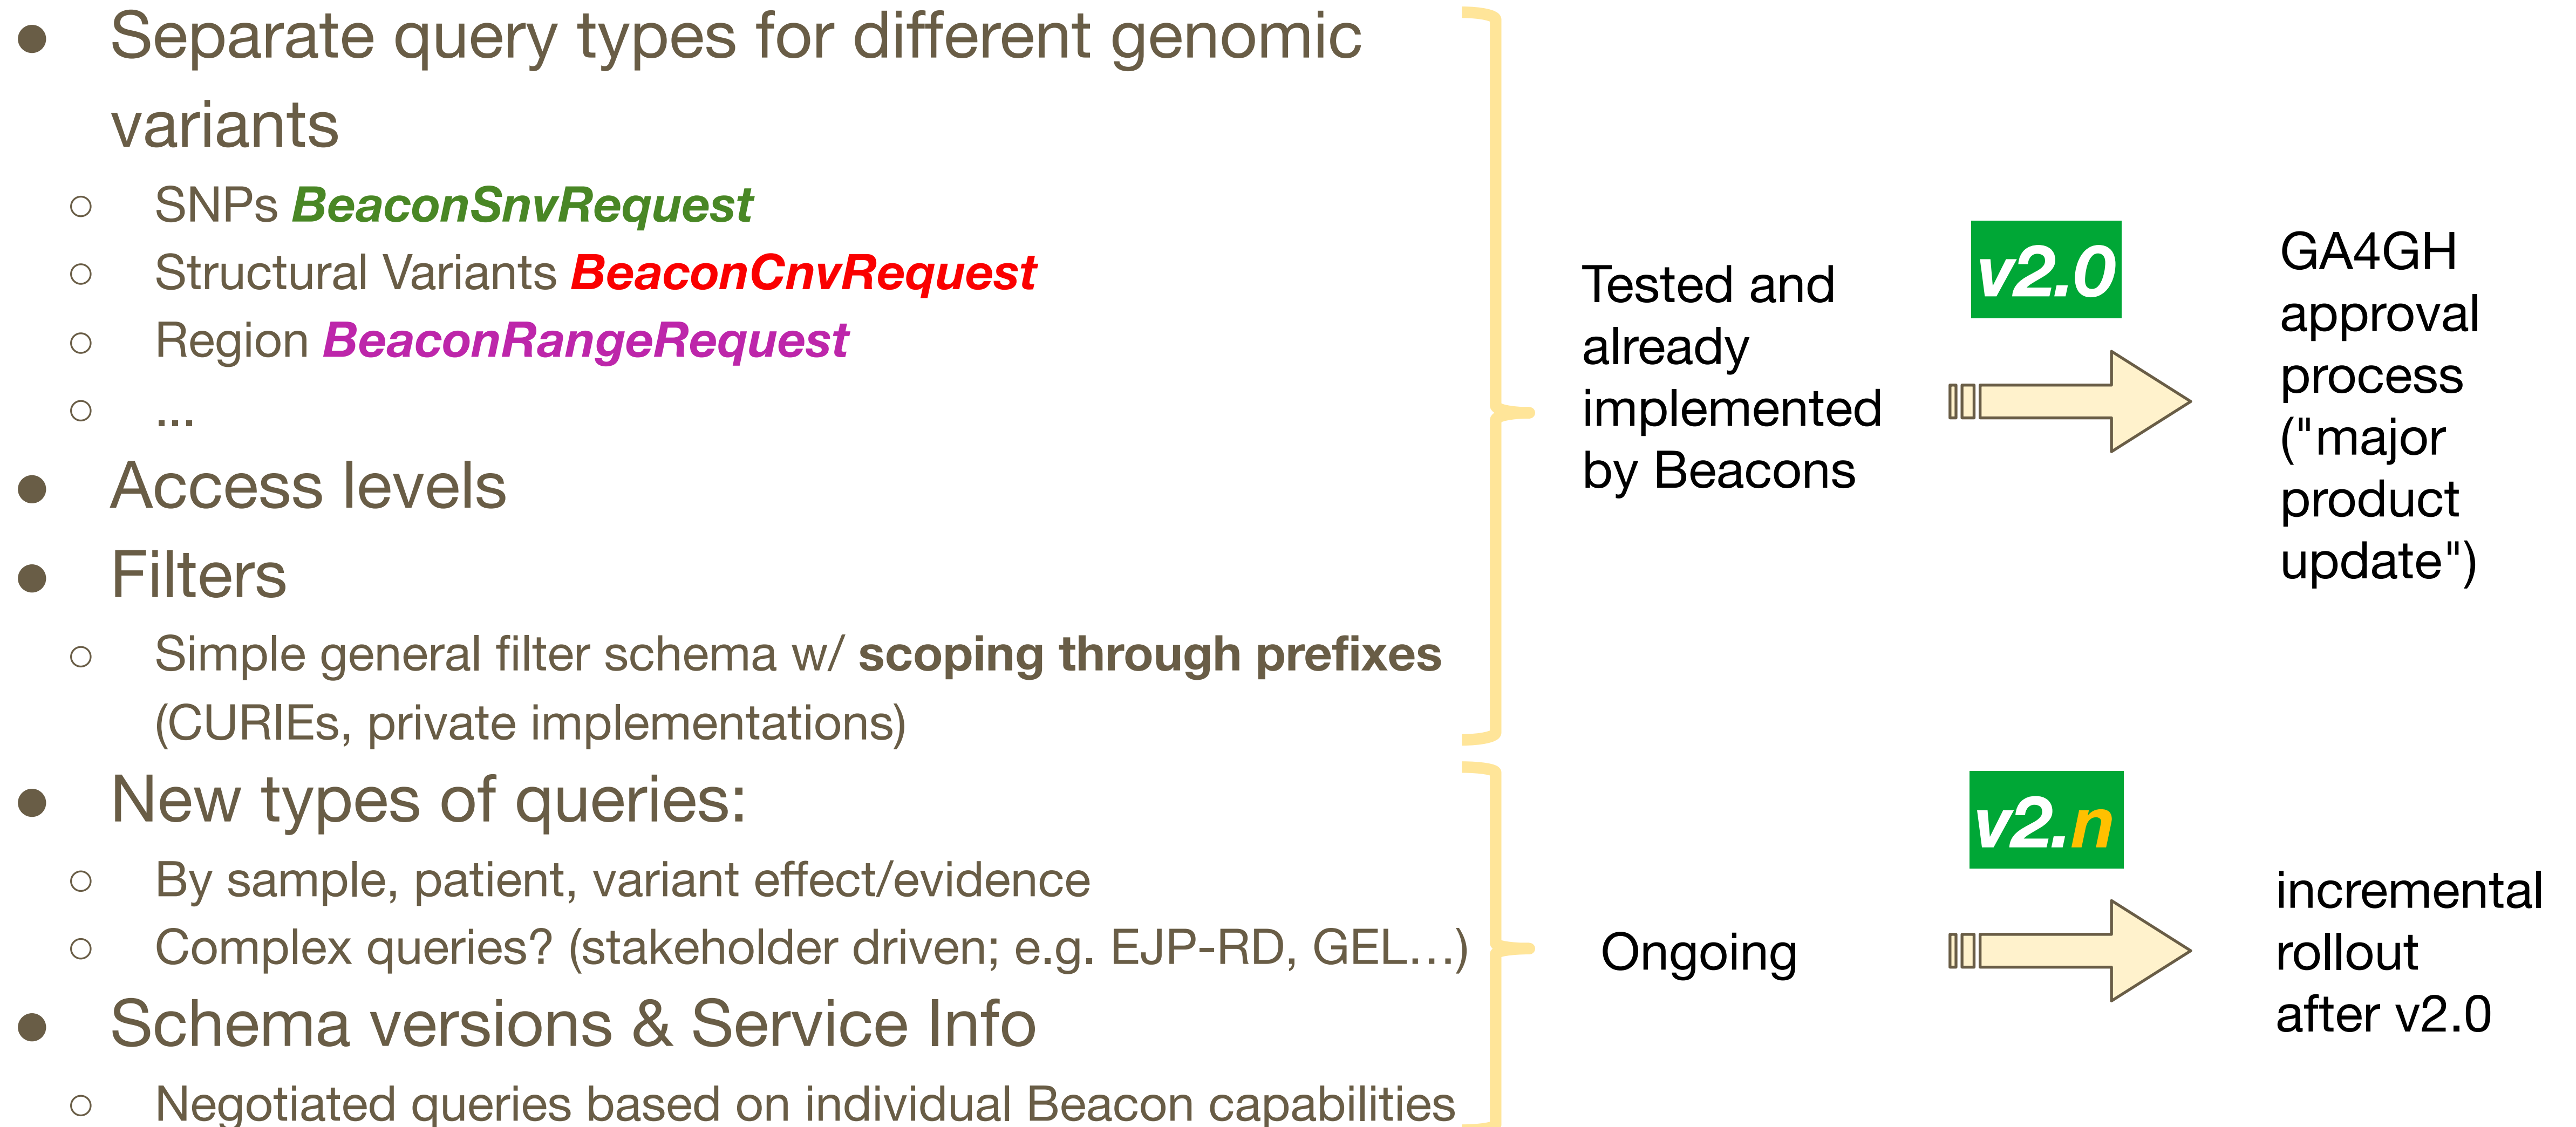 ● Separate query types for different genomic
variants
○ SNPs BeaconSnvRequest
○ Structural Variants BeaconCnvRequest
○ Region BeaconRangeRequest
○ ...
● Access levels
● Filters
○ Simple general filter schema w/ scoping through prefixes
(CURIEs, private implementations)
● New types of queries:
○ By sample, patient, variant effect/evidence
○ Complex queries? (stakeholder driven; e.g. EJP-RD, GEL…)
● Schema versions & Service Info
○ Negotiated queries based on individual Beacon capabilities
Tested and
already
implemented
by Beacons
v2.0
GA4GH
approval
process
("major
product
update")
Ongoing
v2.n
incremental
rollout
after v2.0